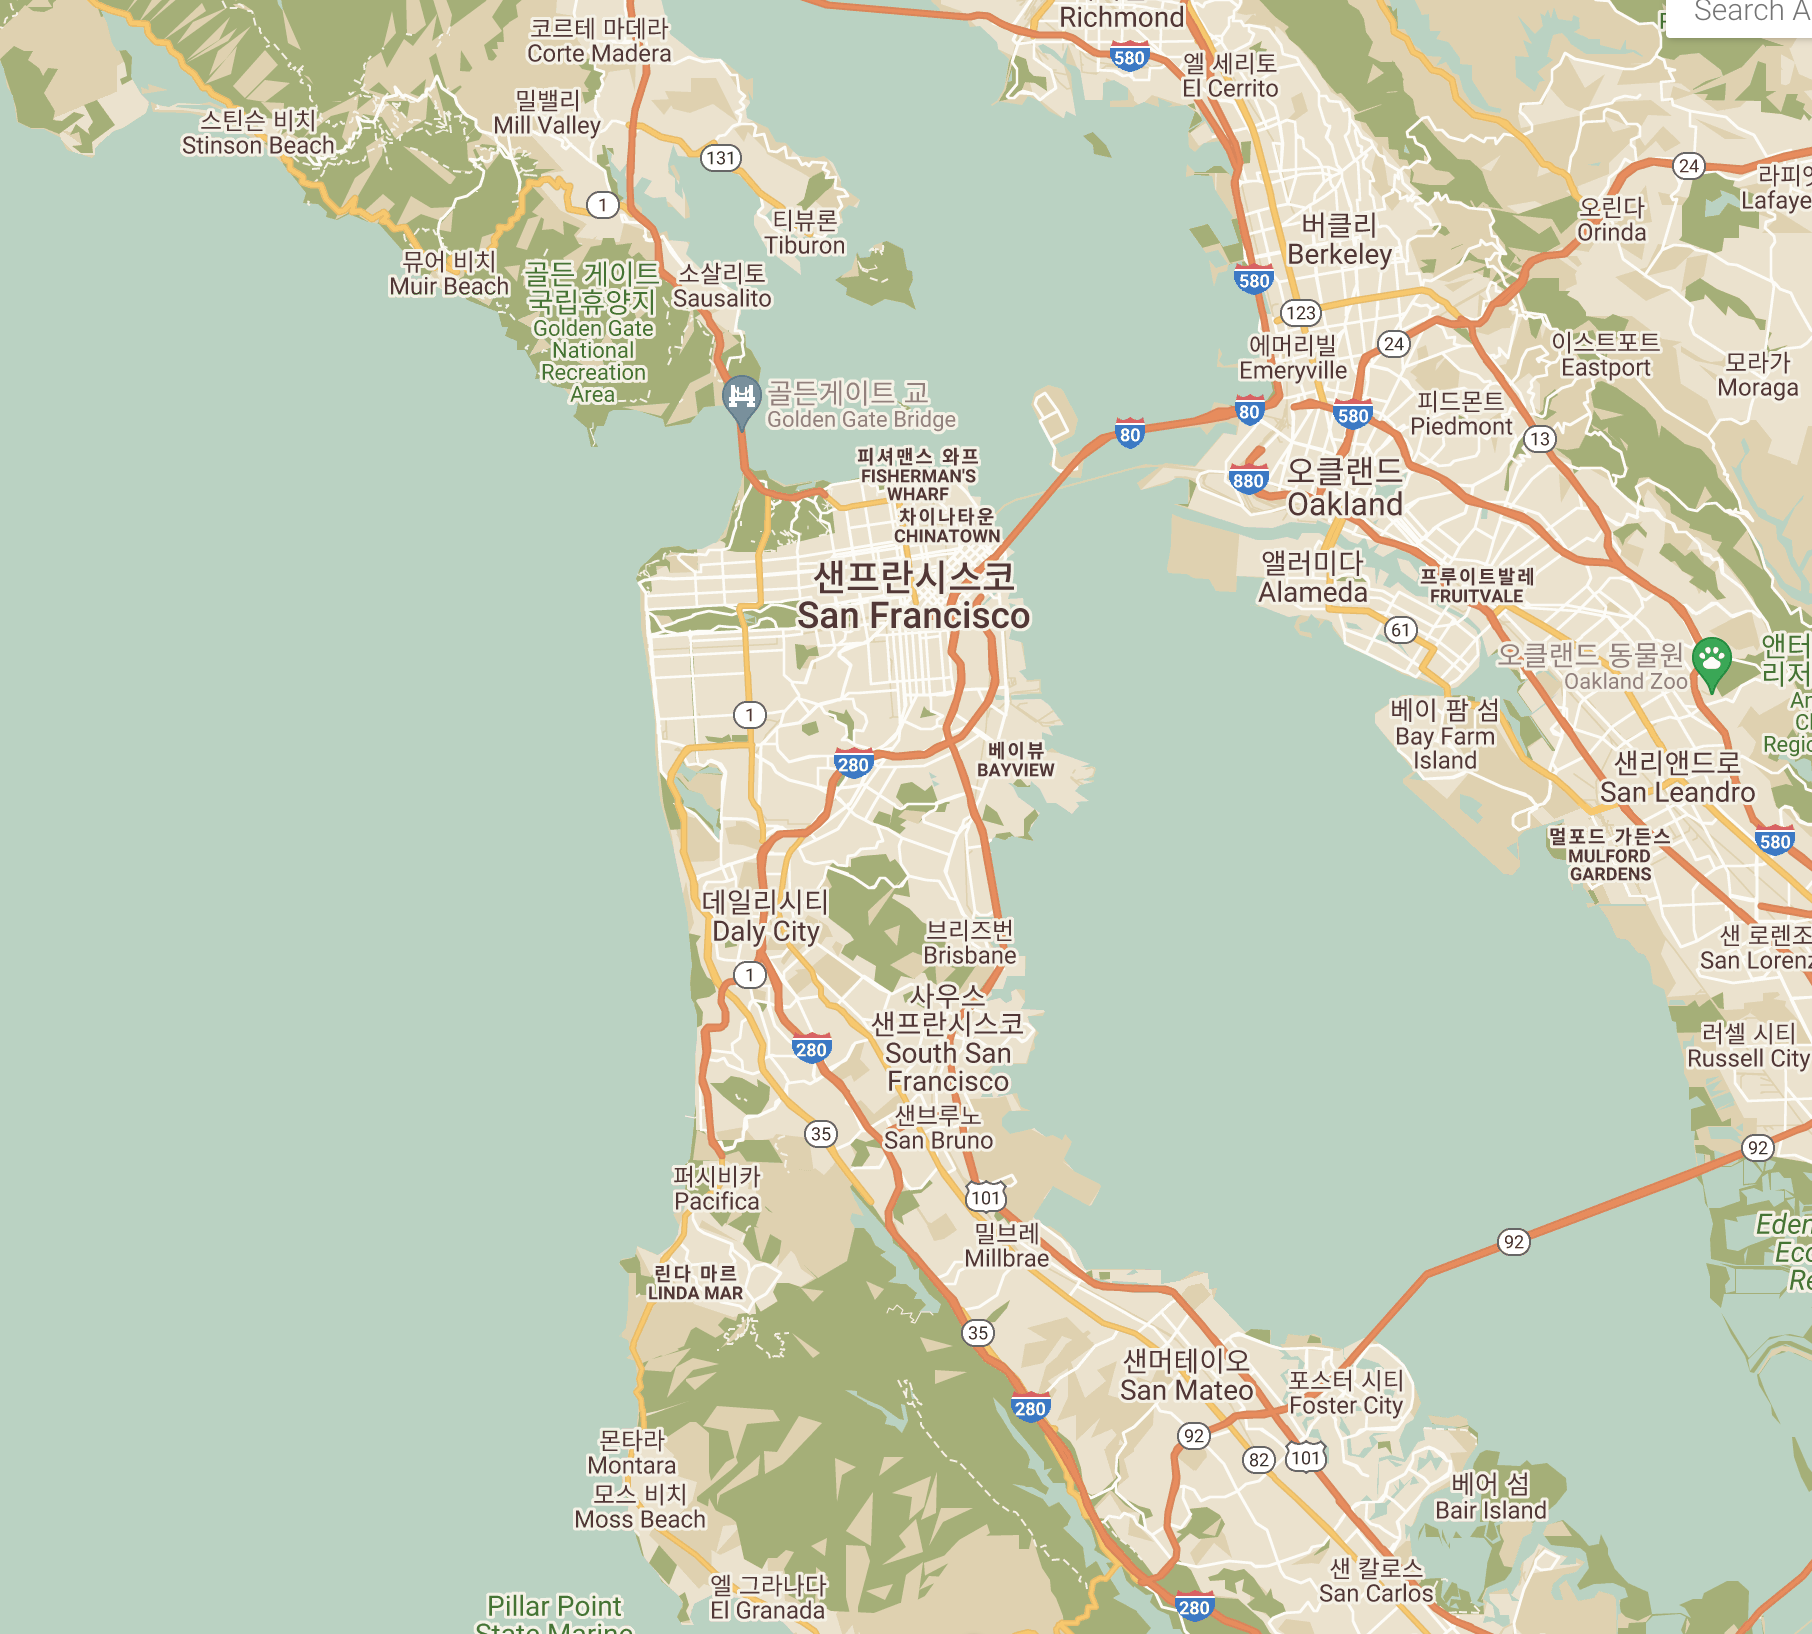 Search A
Richmond
580
코르테 마데라
Corte Madera
엘 세리토
El Cerrito
밀밸리
Mill Valley
스틴슨 비치
Stinson Beach
131
24
라피엣
Lafaye
1
오린다
Orinda
티뷰론
Tiburon
버클리
Berkeley
뮤어 비치
Muir Beach
골든 게이트
국립휴양지
Golden Gate
National
Recreation
Area
소살리토
Sausalito
580
123
24
에머리빌
Emeryville
이스트포트
Eastport
모라가
Moraga
골든게이트 교
Golden Gate Bridge
80
80
580
피드몬트
Piedmont
13
피셔맨스 와프
FISHERMAN'S
WHARF
880
오클랜드
Oakland
차이나타운
CHINATOWN
샌프란시스코
San Francisco
앨러미다
Alameda
프루이트발레
FRUITVALE
61
오클랜드 동물원
Oakland Zoo
앤터
리저
An
Cl
Regio
1
베이 팜 섬
Bay Farm
Island
280
베이뷰
BAYVIEW
샌리앤드로
San Leandro
멀포드 가든스
MULFORD
GARDENS
580
데일리시티
Daly City
브리즈번
Brisbane
샌 로렌조
San Lorenz
1
사우스
샌프란시스코
South San
Francisco
280
러셀 시티
Russell City
샌브루노
San Bruno
35
92
퍼시비카
Pacifica
101
밀브레
Millbrae
92
Eden
Eco
Re
린다 마르
LINDA MAR
35
샌머테이오
San Mateo
포스터 시티
Foster City
280
92
82
101
몬타라
Montara
모스 비치
Moss Beach
베어 섬
Bair Island
엘 그라나다
El Granada
샌 칼로스
San Carlos
280
Pillar Point
State Marine